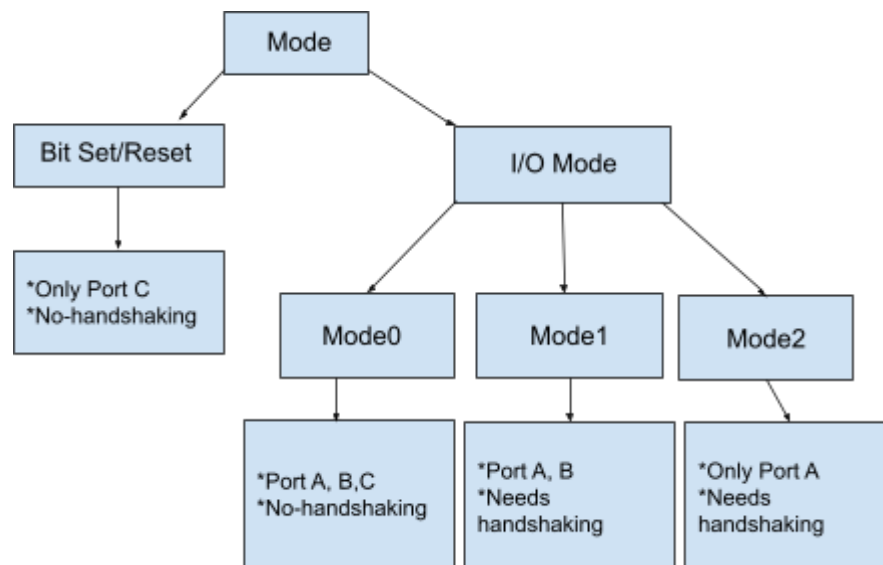 Mode
Bit Set/Reset
I/O Mode
*Only Port C
*No-handshaking
Mode0
Mode1
Mode2
*Port A, B,C
*No-handshaking
*Port A, B
*Needs
handshaking
*Only Port A
*Needs
handshaking